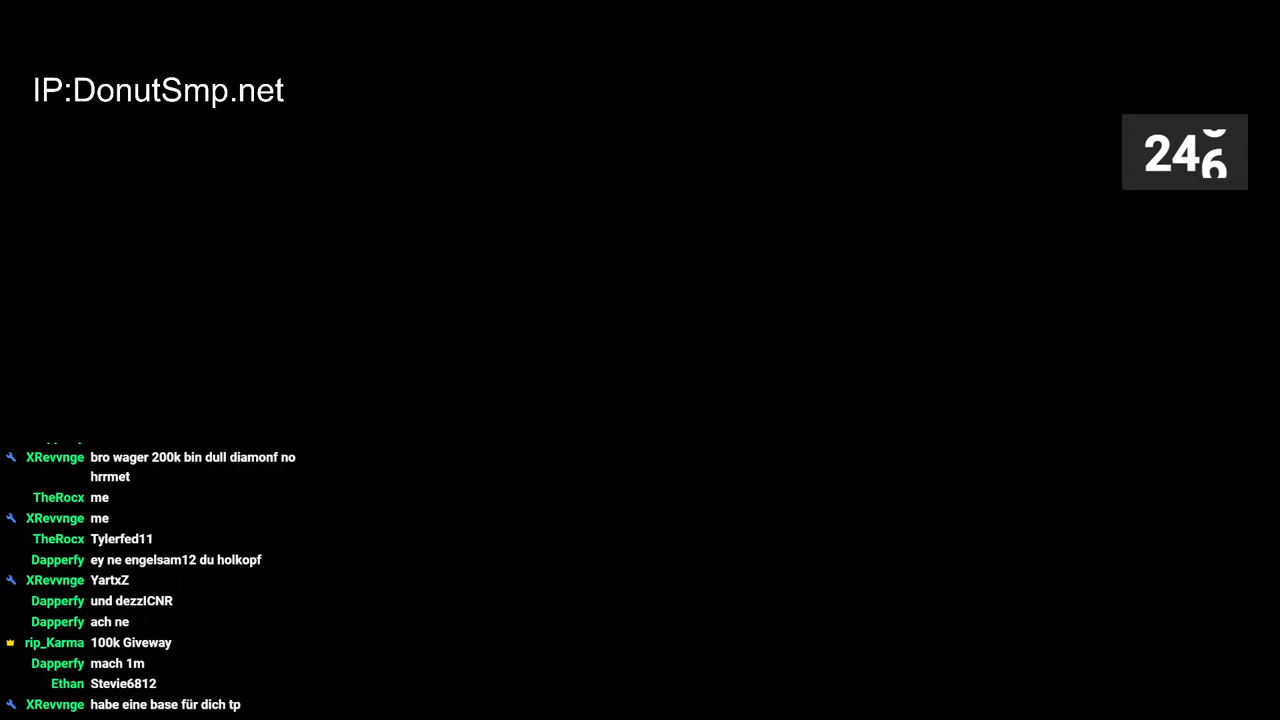 IP:DonutSmp.net
24
6
XRevvnge bro wager 200k bin dull diamonf no
hrrmet
TheRocx me
XRevvnge me
TheRocx Tylerfed11
Dapperfy ey ne engelsam12 du holkopf
XRevvnge YartxZ
Dapperfy und dezzICNR
Dapperfy ach ne
rip_Karma 100k Giveway
Dapperfy mach 1m
Ethan Stevie6812
XRevvnge habe eine base für dich tp